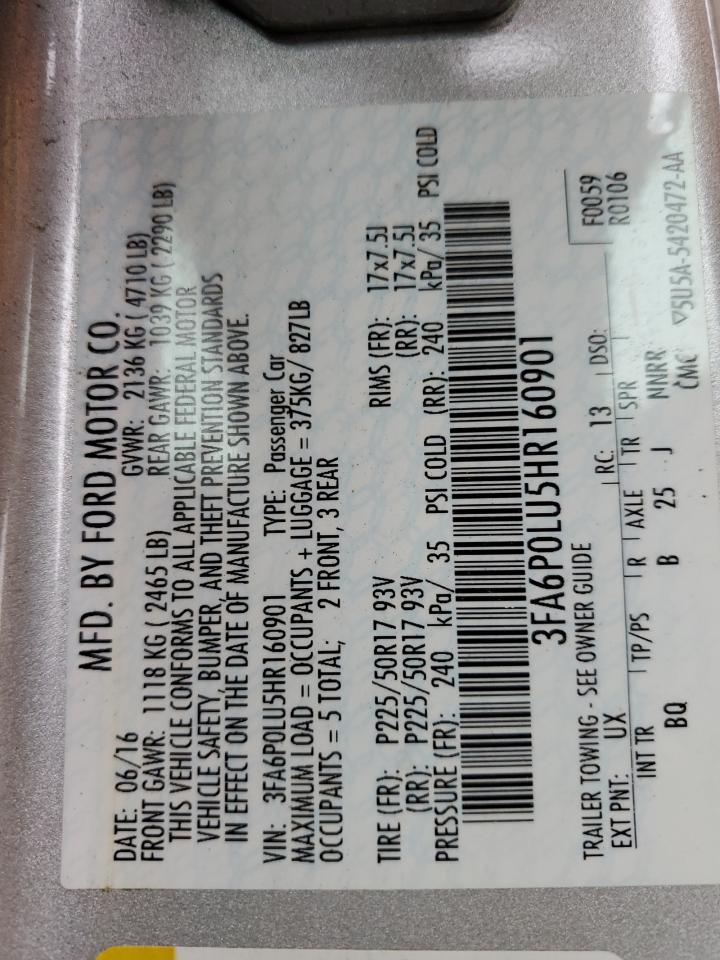 MFD. BY FORD MOTOR CO.
DATE: 06/16 GVWR: 2136 KG ( 4710 LB)
FRONT GAWR: 1118 KG ( 2465 LB) REAR GAWR: 1039 KG ( 2290 LB)
THIS VEHICLE CONFORMS TO ALL APPLICABLE FEDERAL MOTOR
VEHICLE SAFETY, BUMPER, AND THEFT PREVENTION STANDARDS
IN EFFECT ON THE DATE OF MANUFACTURE SHOWN ABOVE.
VIN: 3FA6P0LU5HR160901 TYPE: Passenger Car
MAXIMUM LOAD = OCCUPANTS + LUGGAGE = 375KG/ 827LB
OCCUPANTS = 5 TOTAL; 2 FRONT, 3 REAR
TIRE (FR): P225/50R17 93V RIMS (FR): 17x7.5J
(RR): P225/50R17 93V (RR): 17x7.5J
PRESSURE (FR): 240 kPa/ 35 PSI COLD (RR): 240 kPa/ 35 PSI COLD
3FA6P0LU5HR160901
TRAILER TOWING - SEE OWNER GUIDE F0059
EXT PNT: UX RC: 13 DSO: R0106
INT TR TP/PS R AXLE TR SPR
BQ B 25 J NNRR
CMC ▽5U5A-5420472-AA